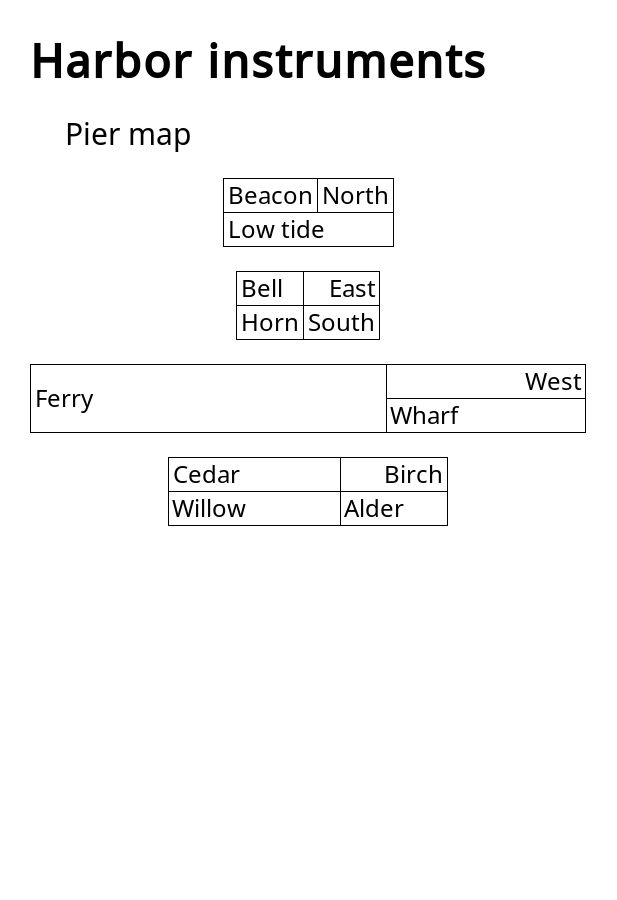 Harbor instruments
Pier map
Beacon North
Low tide
Bell East
Horn South
Ferry West
Wharf
Cedar Birch
Willow Alder